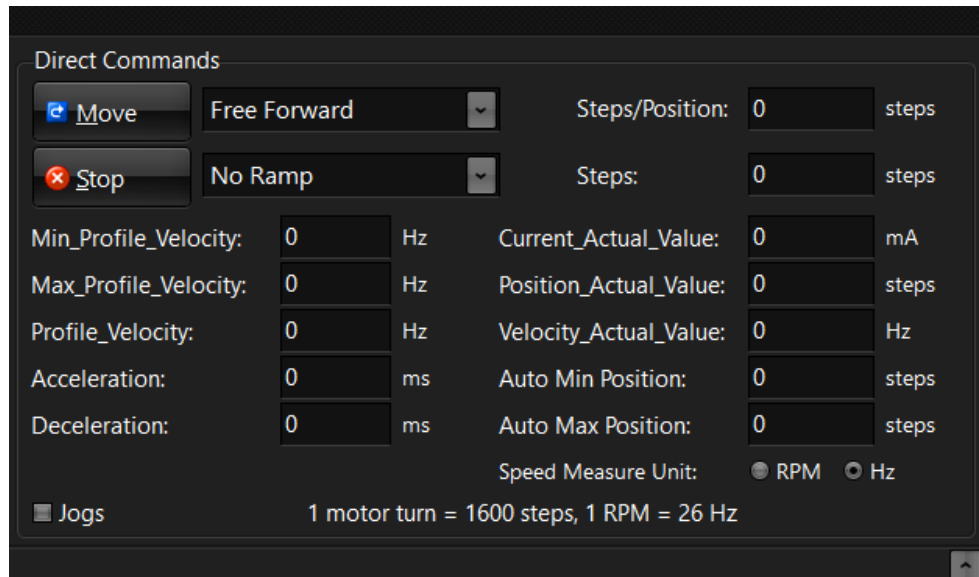 Direct Commands
Move Free Forward Steps/Position: 0 steps
Stop No Ramp Steps: 0 steps
Min_Profile_Velocity: 0 Hz Current_Actual_Value: 0 mA
Max_Profile_Velocity: 0 Hz Position_Actual_Value: 0 steps
Profile_Velocity: 0 Hz Velocity_Actual_Value: 0 Hz
Acceleration: 0 ms Auto Min Position: 0 steps
Deceleration: 0 ms Auto Max Position: 0 steps
Speed Measure Unit: RPM Hz
Jogs 1 motor turn = 1600 steps, 1 RPM = 26 Hz